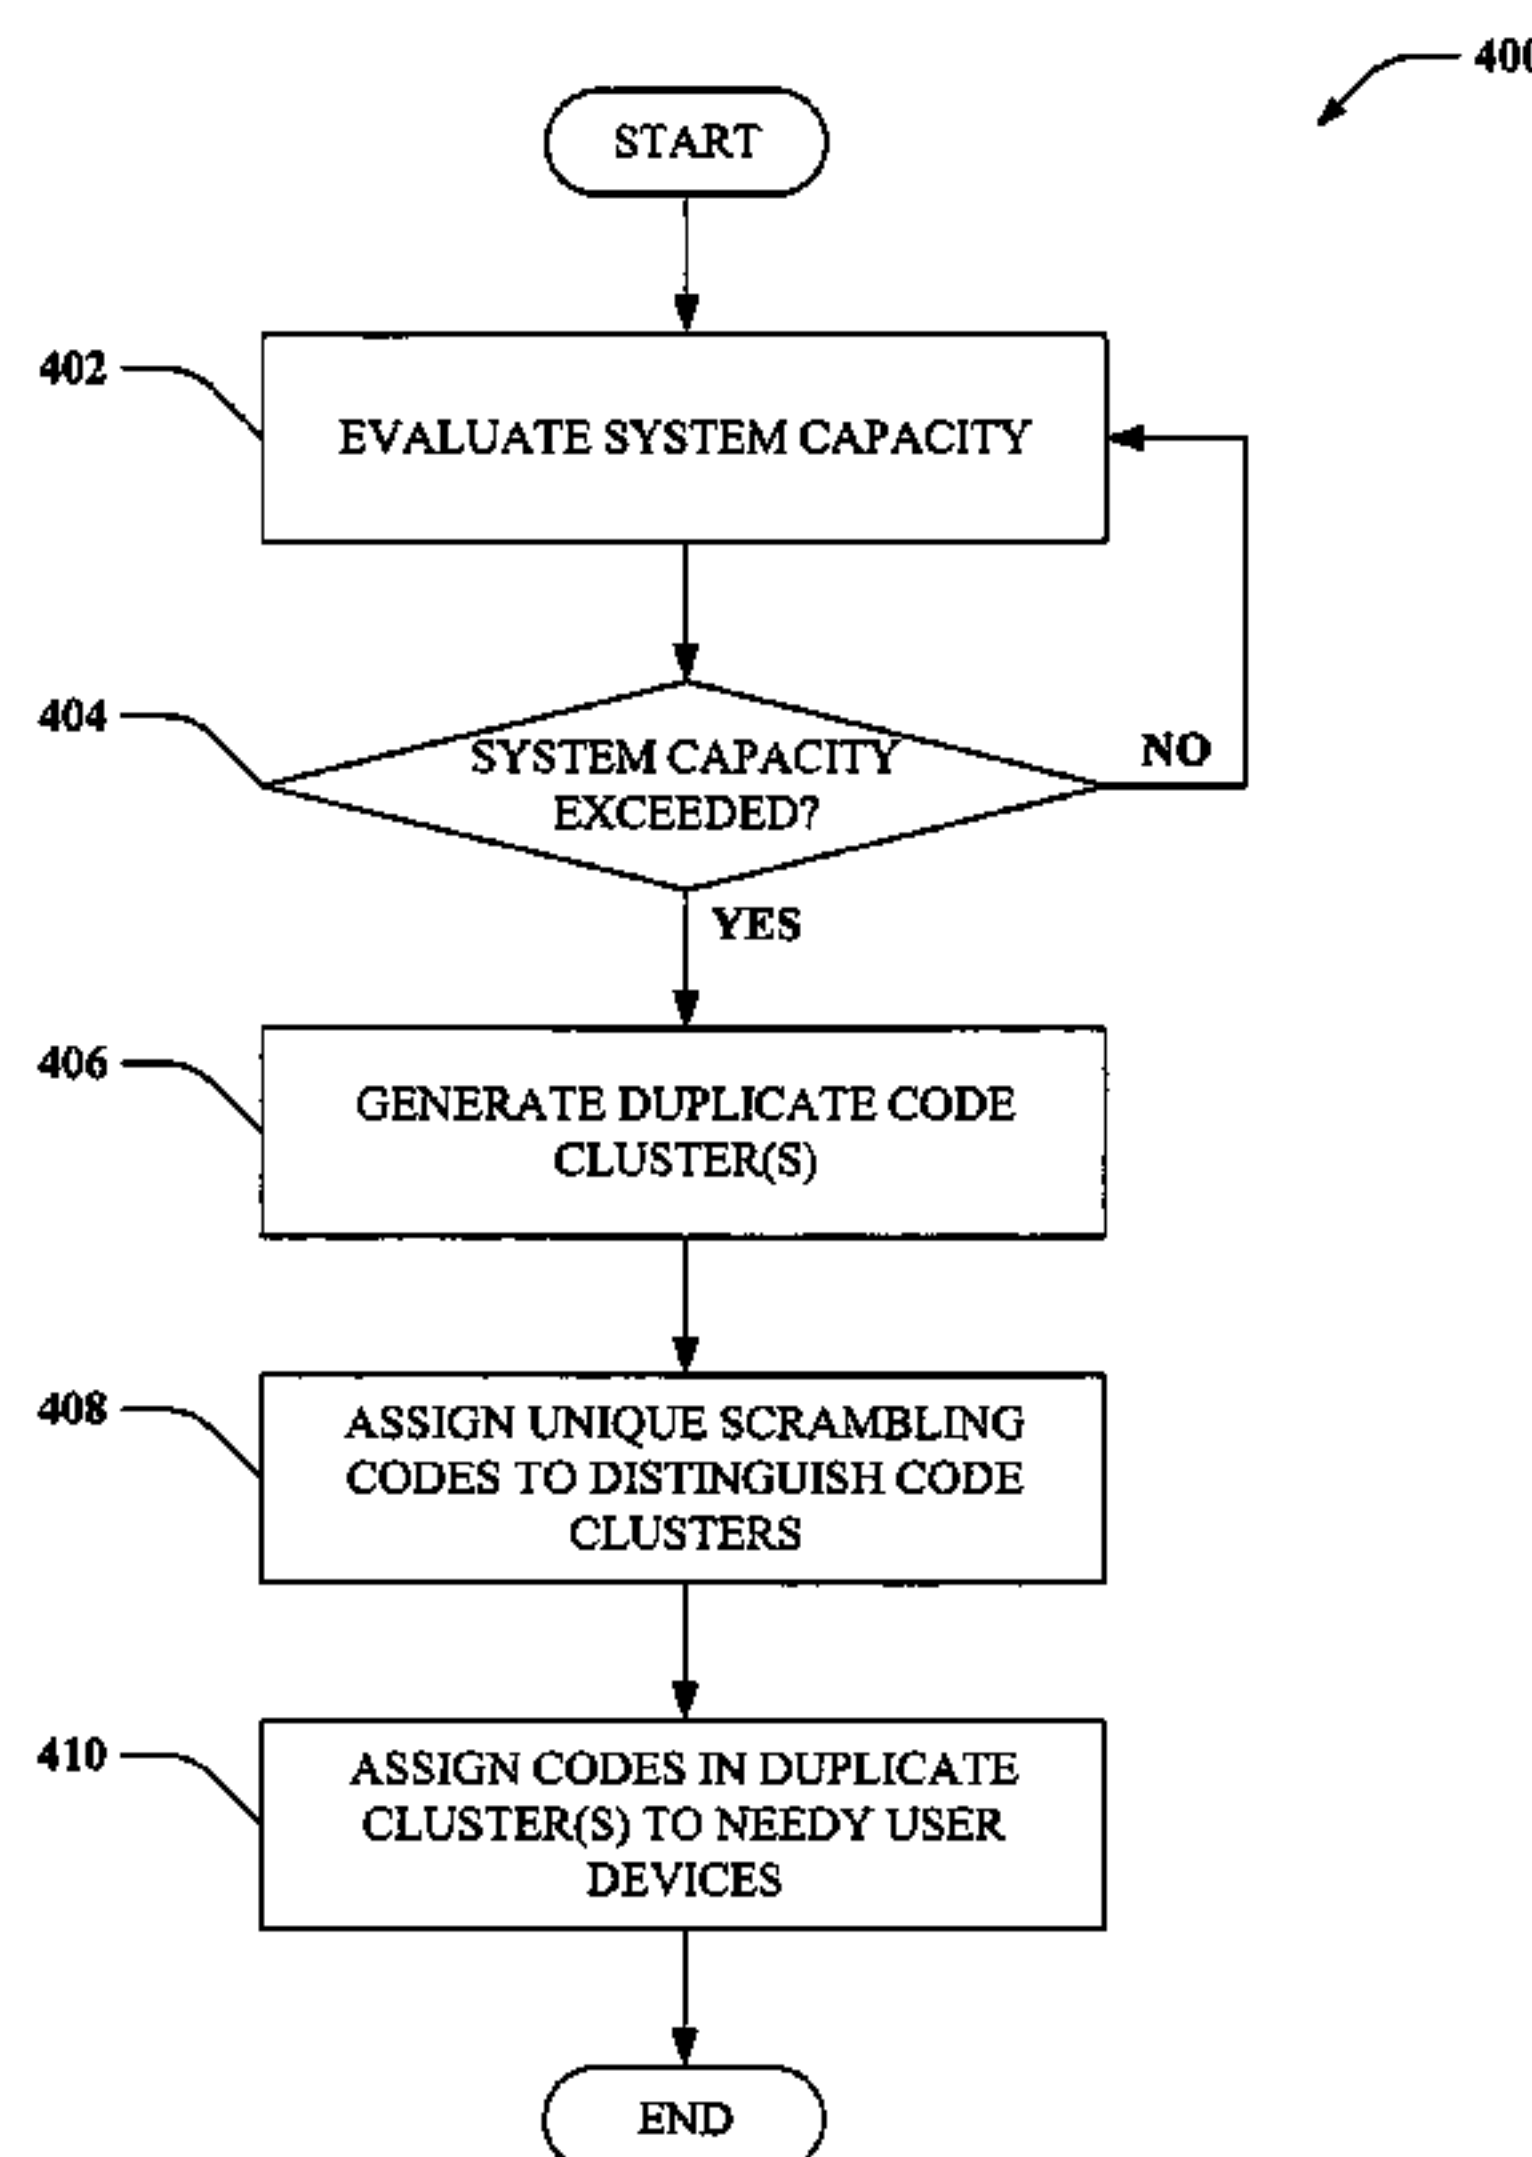 400
START
402
EVALUATE SYSTEM CAPACITY
404
SYSTEM CAPACITY
EXCEEDED?
NO
YES
406
GENERATE DUPLICATE CODE
CLUSTER(S)
408
ASSIGN UNIQUE SCRAMBLING
CODES TO DISTINGUISH CODE
CLUSTERS
410
ASSIGN CODES IN DUPLICATE
CLUSTER(S) TO NEEDY USER
DEVICES
END